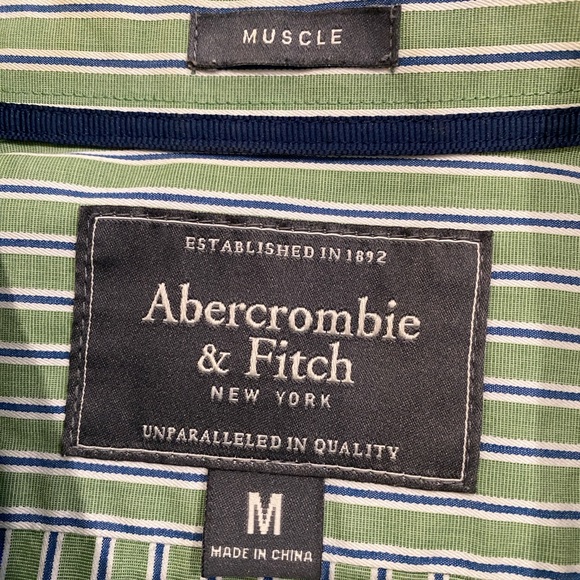 MUSCLE
ESTABLISHED IN 1892
Abercrombie
& Fitch
NEW YORK
UNPARALLELED IN QUALITY
M
MADE IN CHINA